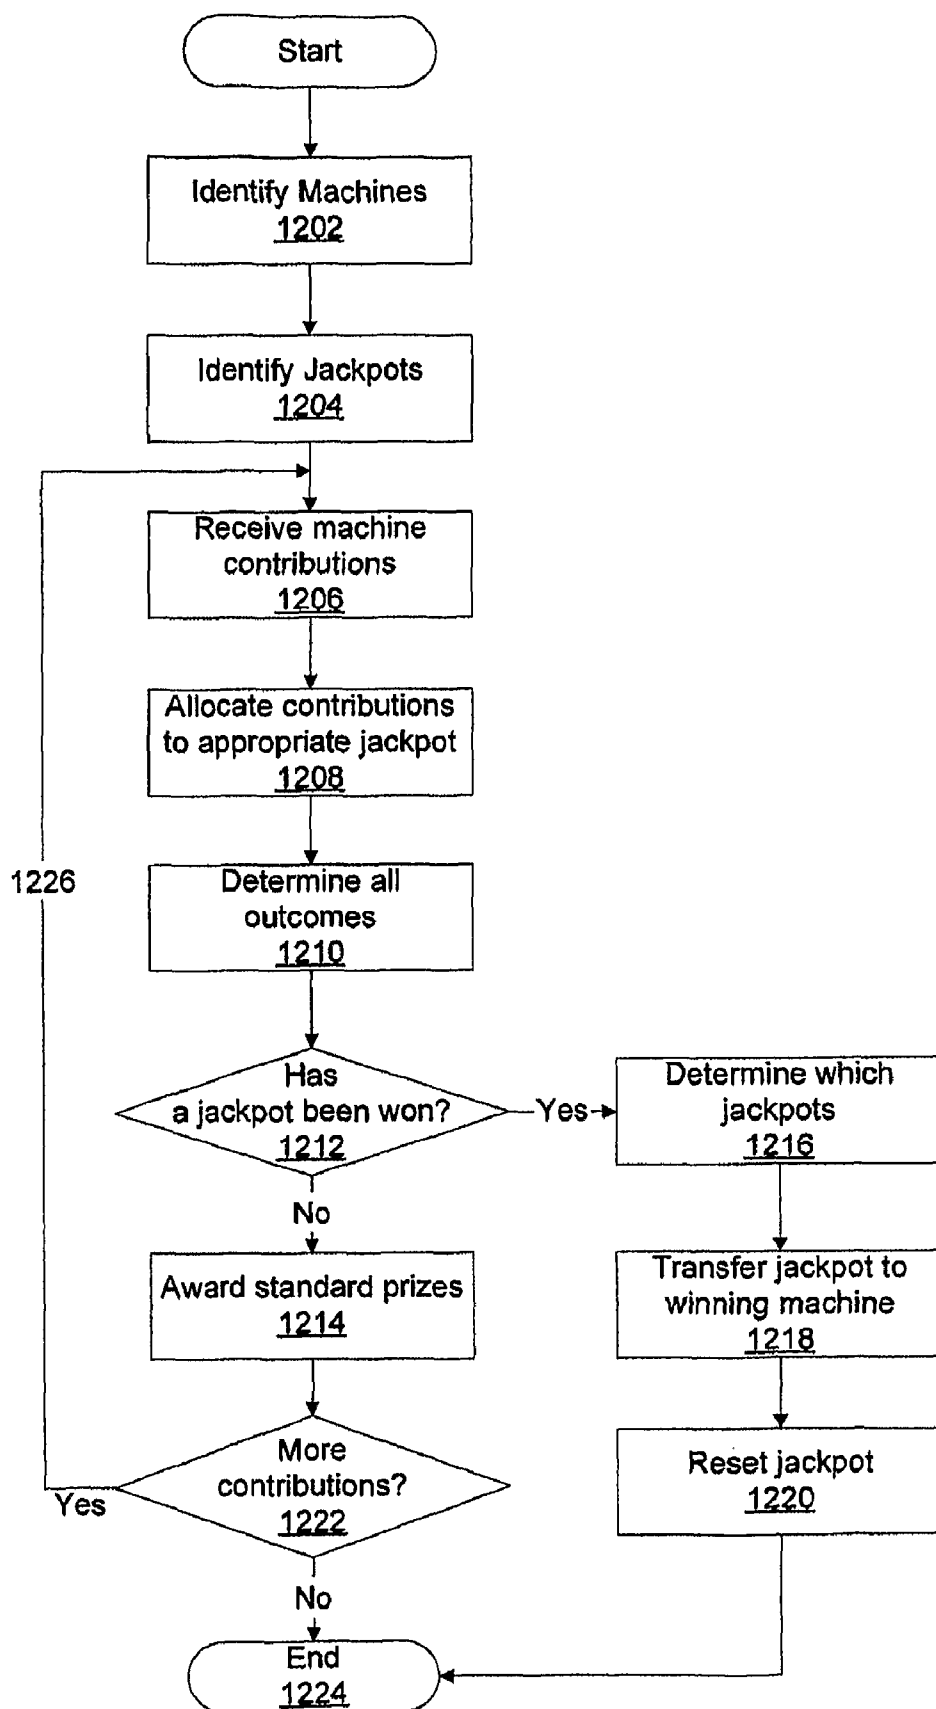 Start
Identify Machines
1202
Identify Jackpots
1204
Receive machine
contributions
1206
Allocate contributions
to appropriate jackpot
1208
1226
Determine all
outcomes
1210
Has
a jackpot been won?
1212
Yes
Determine which
jackpots
1216
No
Award standard prizes
1214
Transfer jackpot to
winning machine
1218
More
contributions?
1222
Yes
Reset jackpot
1220
No
End
1224